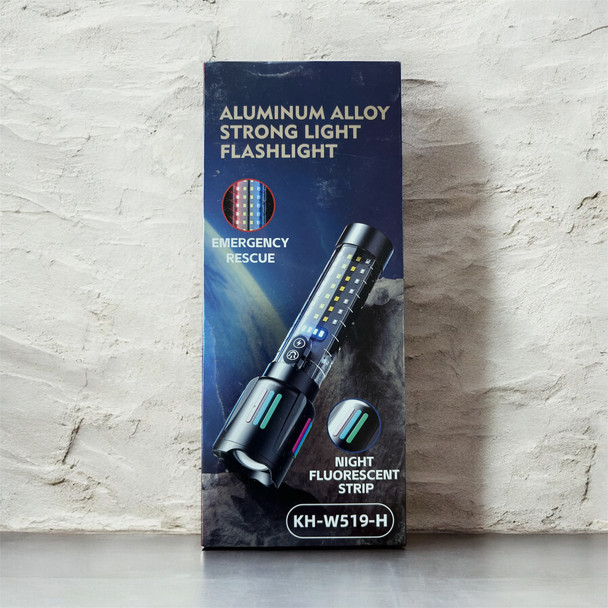 ALUMINUM ALLOY
STRONG LIGHT
FLASHLIGHT
EMERGENCY
RESCUE
NIGHT
FLUORESCENT
STRIP
KH-W519-H